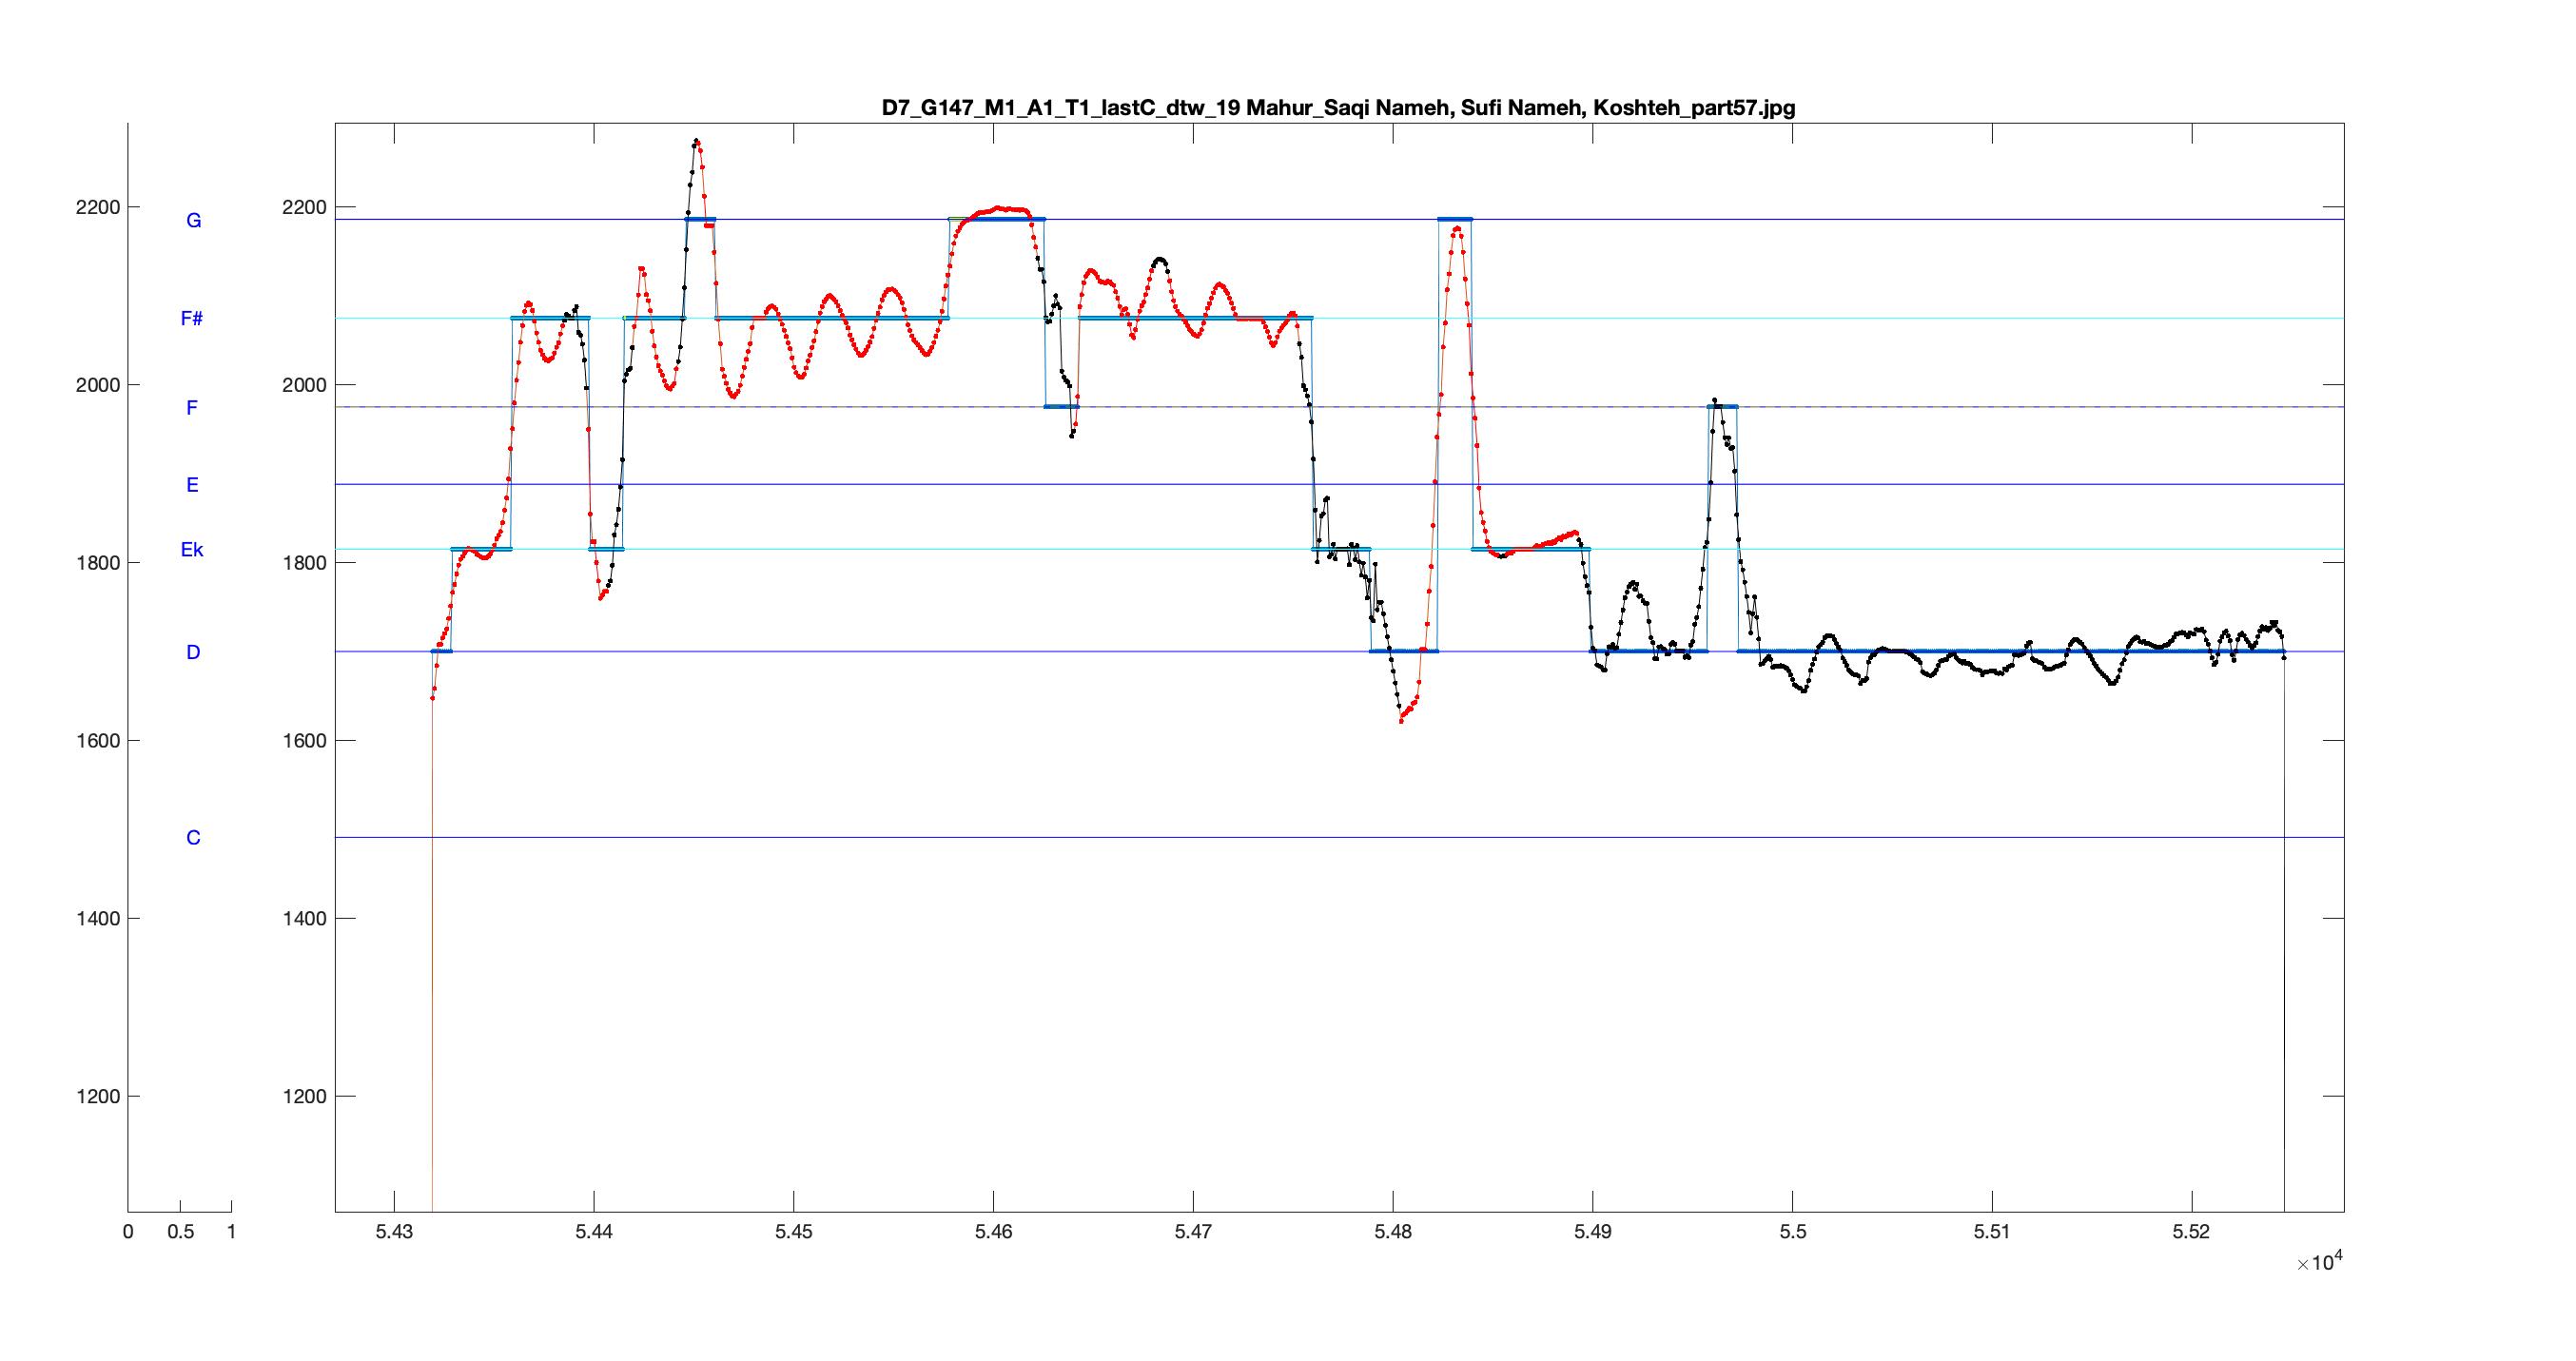 D7_G147_M1_A1_T1_lastC_dtw_19 Mahur_Saqi Nameh, Sufi Nameh, Koshteh_part57.jpg
2200 G 2200
F#
2000 2000
F
E
Ek
1800 1800
D
1600 1600
C
1400 1400
1200 1200
0 0.5 1 5.43 5.44 5.45 5.46 5.47 5.48 5.49 5.5 5.51 5.52
×10⁴